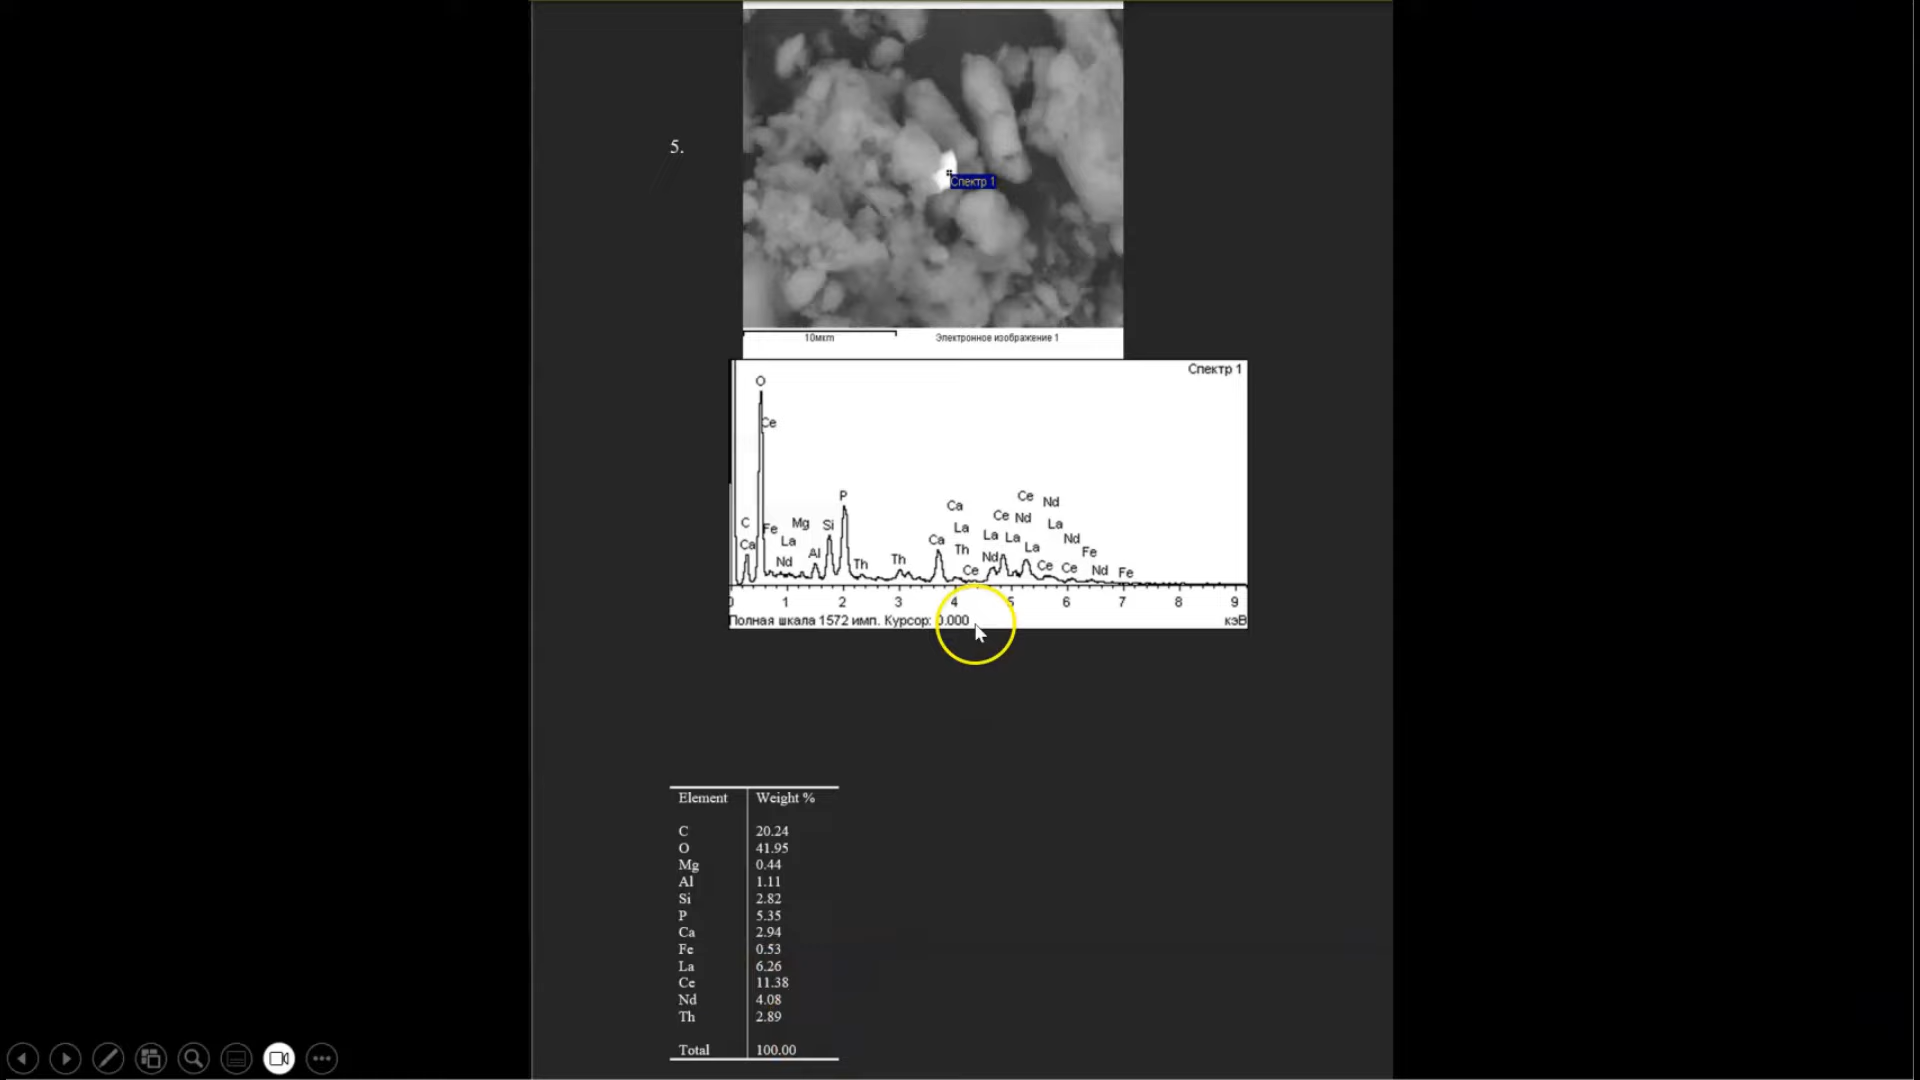 5.
Спектр 1
10мкm
Электронное изображение 1
Спектр 1
O
Ce
P
C
Fe
Mg
Si
Ca
La
Nd
Al
Th
Th
Ca
Ca
La
Th
Ce
Ce
Nd
Ce
Nd
La
La
La
Nd
Nd
Fe
La
Ce
Ce
Nd
Fe
0 1 2 3 4 5 6 7 8 9
Полная шкала 1572 имп. Курсор: 0.000
кэВ
Element Weight %
C 20.24
O 41.95
Mg 0.44
Al 1.11
Si 2.82
P 5.35
Ca 2.94
Fe 0.53
La 6.26
Ce 11.38
Nd 4.08
Th 2.89
Total 100.00